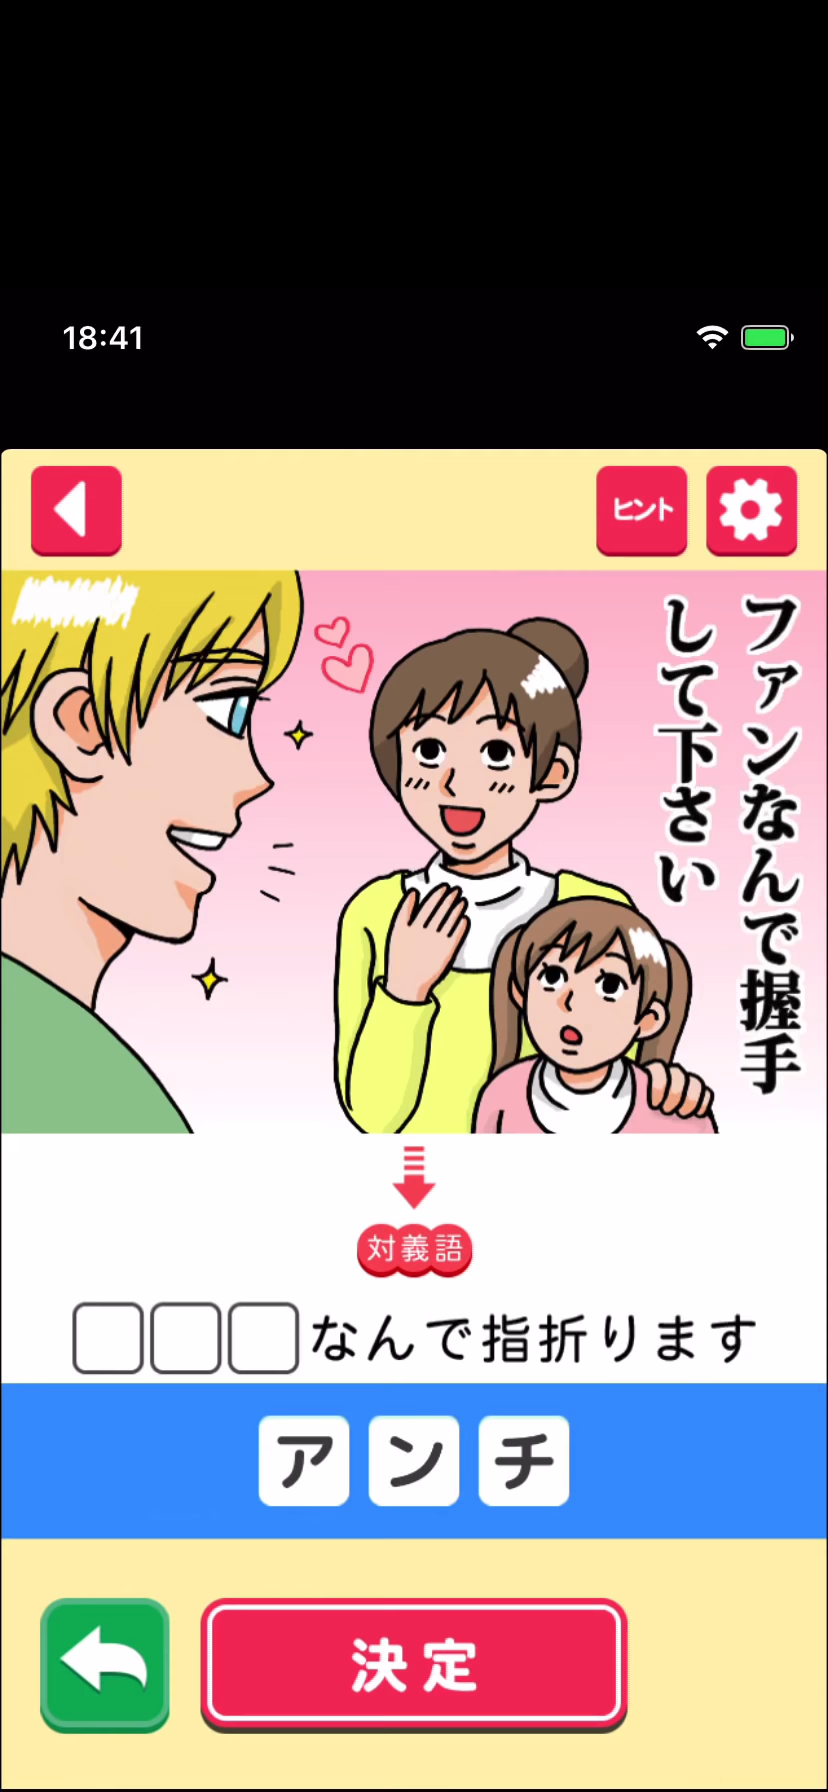 18:41
ヒント
ファンなんで握手
して下さい
対義語
なんで指折ります
アンチ
決定